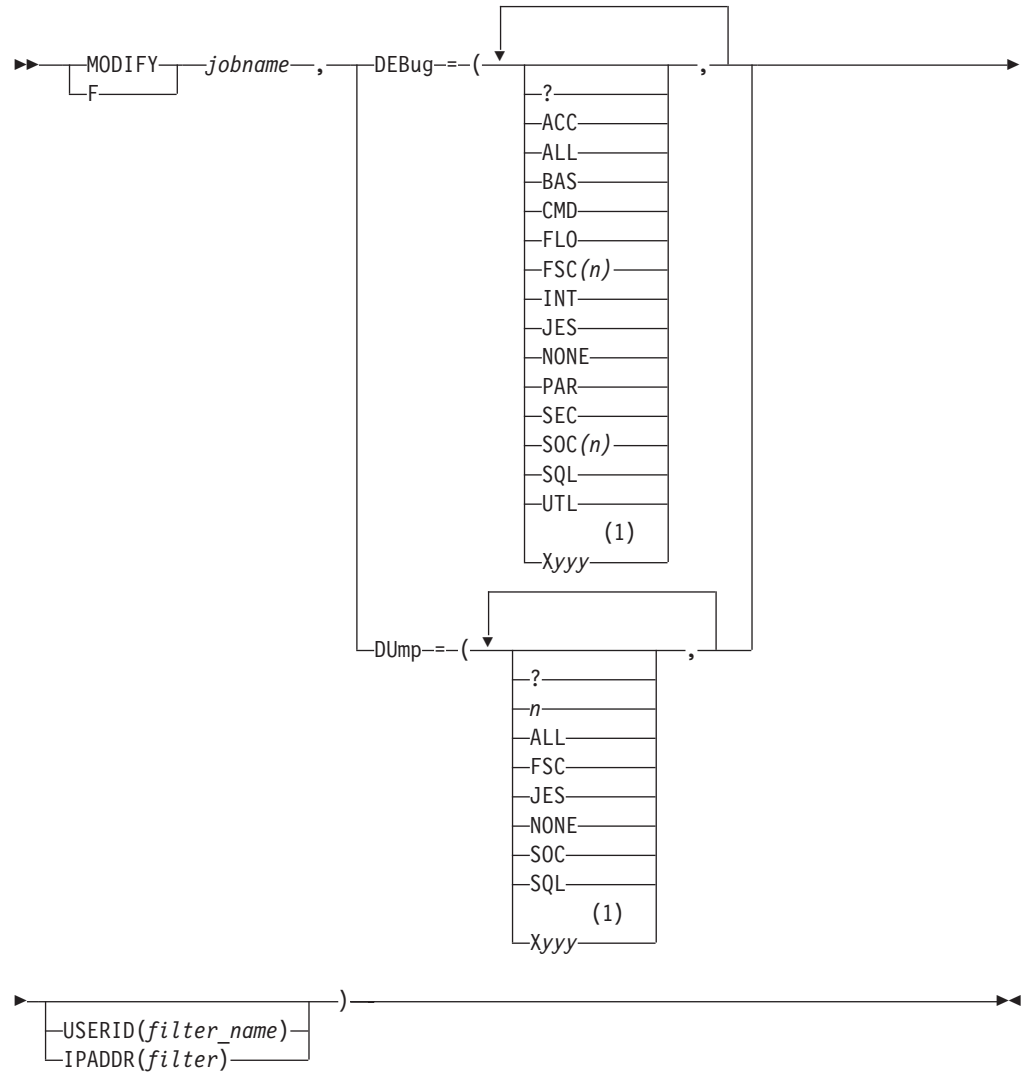 MODIFY jobname , DEBug = ( ,
F
?
ACC
ALL
BAS
CMD
FLO
FSC(n)
INT
JES
NONE
PAR
SEC
SOC(n)
SQL
UTL
(1)
Xyyy
DUmp = ( ,
?
n
ALL
FSC
JES
NONE
SOC
SQL
(1)
Xyyy
)
USERID(filter_name)
IPADDR(filter)